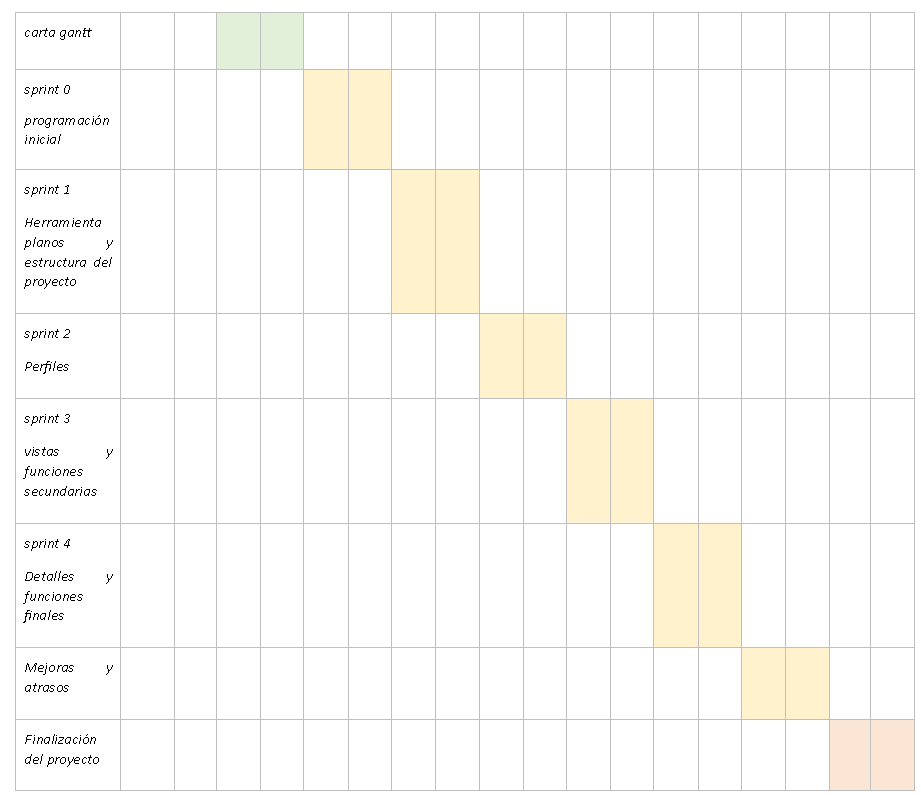 carta gantt
sprint 0
programación
inicial
sprint 1
Herramienta
planos y
estructura del
proyecto
sprint 2
Perfiles
sprint 3
vistas y
funciones
secundarias
sprint 4
Detalles y
funciones
finales
Mejoras y
atrasos
Finalización
del proyecto